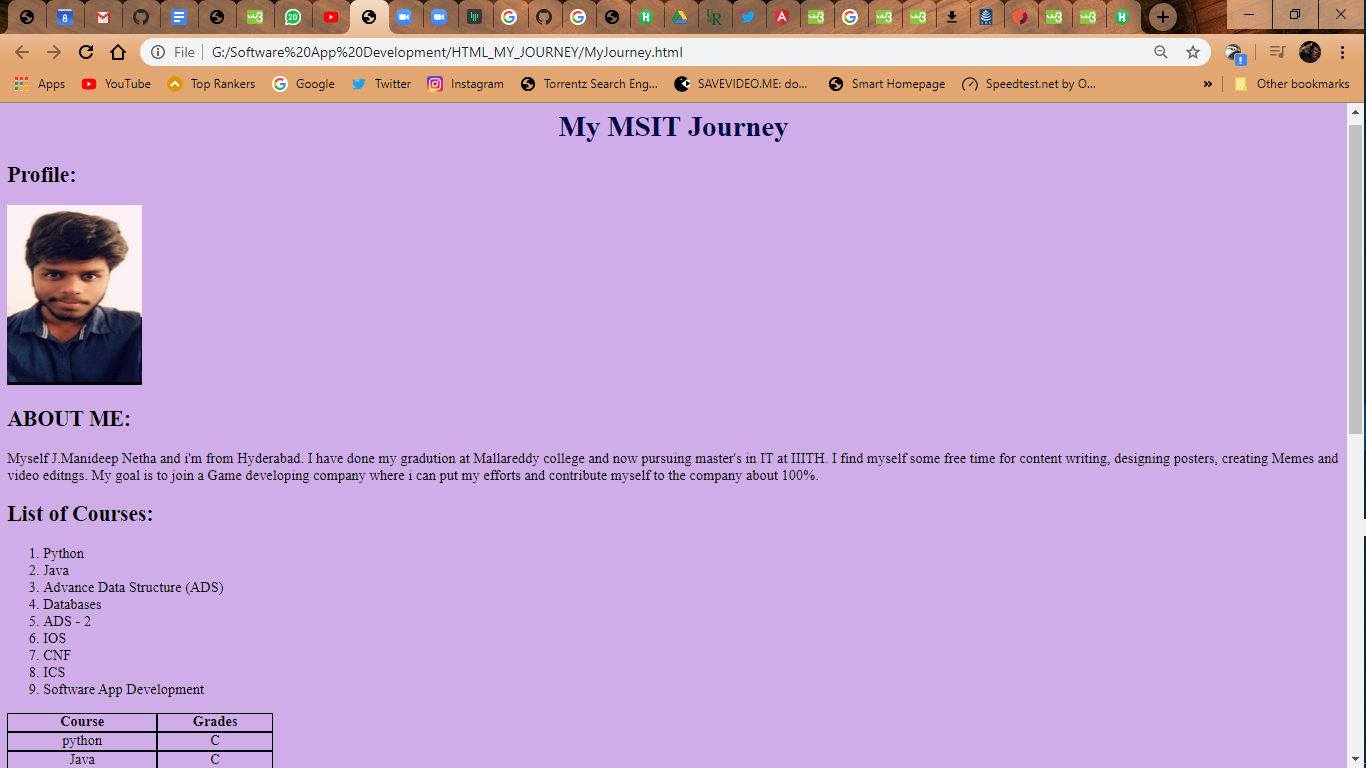 File
G:/Software%20App%20Development/HTML_MY_JOURNEY/MyJourney.html
Apps YouTube Top Rankers Google Twitter Instagram Torrentz Search Eng... SAVEVIDEO.ME: do... Smart Homepage Speedtest.net by O... » Other bookmarks
My MSIT Journey
Profile:
ABOUT ME:
Myself J.Manideep Netha and i'm from Hyderabad. I have done my gradution at Mallareddy college and now pursuing master's in IT at IIITH. I find myself some free time for content writing, designing posters, creating Memes and
video editngs. My goal is to join a Game developing company where i can put my efforts and contribute myself to the company about 100%.
List of Courses:
1. Python
2. Java
3. Advance Data Structure (ADS)
4. Databases
5. ADS - 2
6. IOS
7. CNF
8. ICS
9. Software App Development
Course Grades
python C
Java C